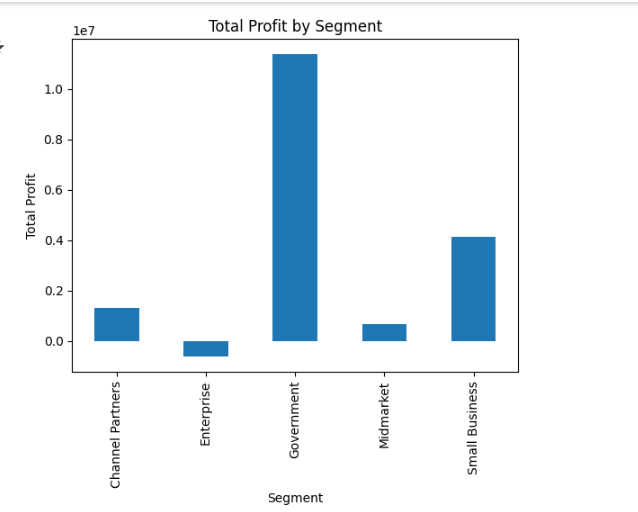 Total Profit by Segment
1e7
1.0
0.8
0.6
0.4
0.2
0.0
Total Profit
Channel Partners
Enterprise
Government
Midmarket
Small Business
Segment